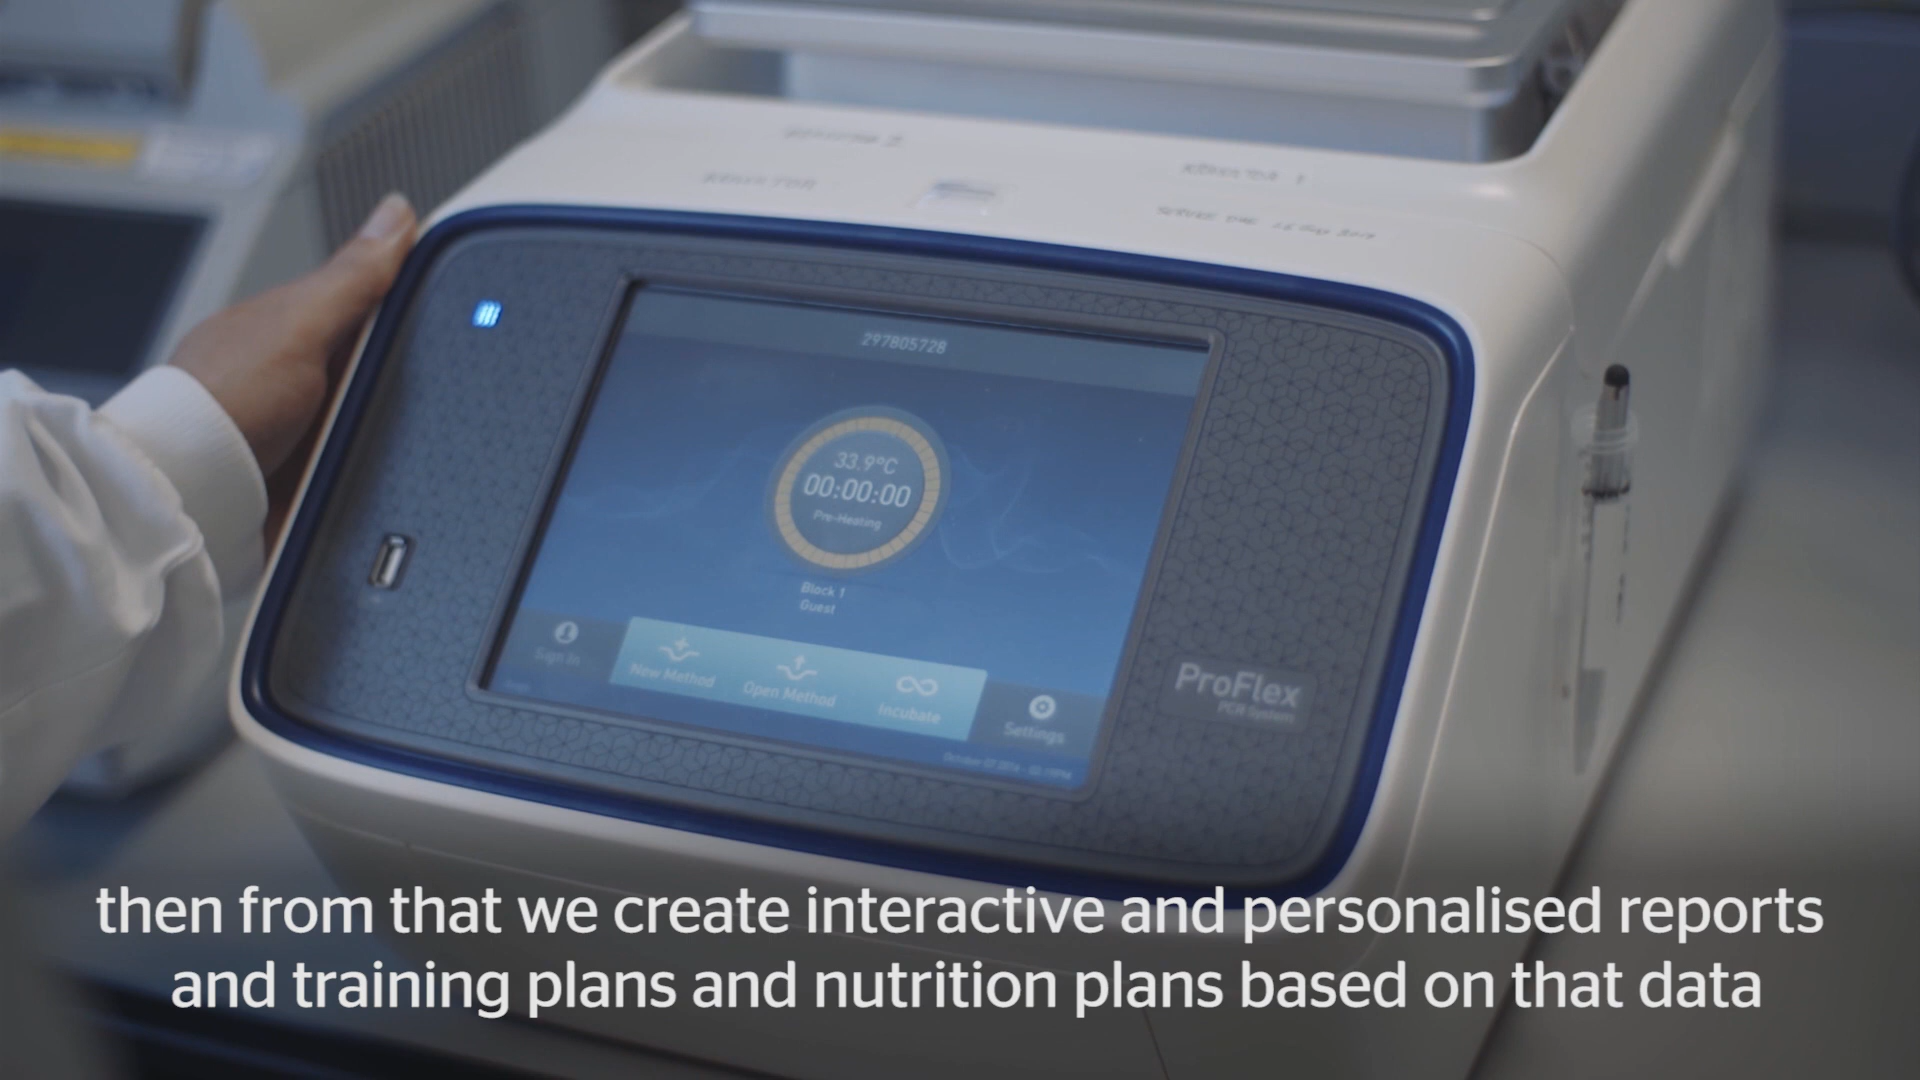 297805728
33.9°C
00:00:00
Pre-Heating
Block 1
Guest
Sign In
New Method
Open Method
Incubate
Settings
ProFlex
PCR System
then from that we create interactive and personalised reports
and training plans and nutrition plans based on that data